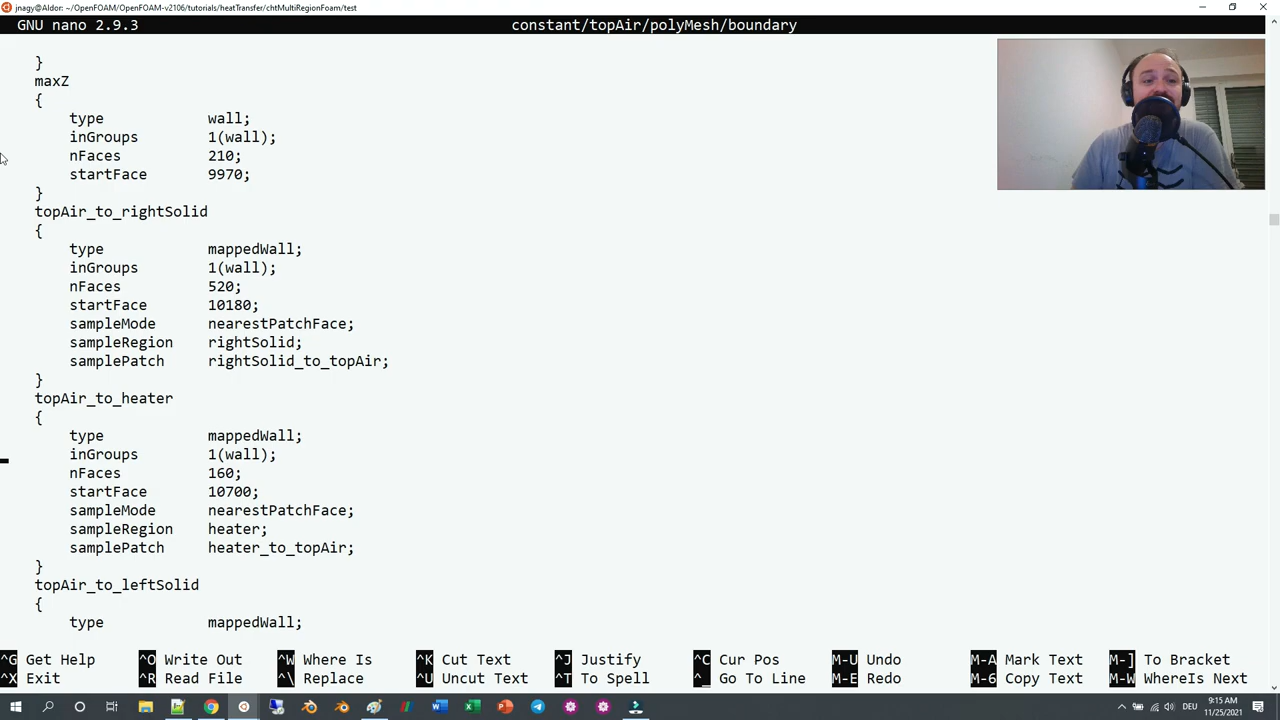 jnagy@Aldor: ~/OpenFOAM/OpenFOAM-v2106/tutorials/heatTransfer/chtMultiRegionFoam/test
GNU nano 2.9.3 constant/topAir/polyMesh/boundary
}
maxZ
{
type wall;
inGroups 1(wall);
nFaces 210;
startFace 9970;
}
topAir_to_rightSolid
{
type mappedWall;
inGroups 1(wall);
nFaces 520;
startFace 10180;
sampleMode nearestPatchFace;
sampleRegion rightSolid;
samplePatch rightSolid_to_topAir;
}
topAir_to_heater
{
type mappedWall;
inGroups 1(wall);
nFaces 160;
startFace 10700;
sampleMode nearestPatchFace;
sampleRegion heater;
samplePatch heater_to_topAir;
}
topAir_to_leftSolid
{
type mappedWall;
^G Get Help ^O Write Out ^W Where Is ^K Cut Text ^J Justify ^C Cur Pos M-U Undo M-A Mark Text M-] To Bracket
^X Exit ^R Read File ^\ Replace ^U Uncut Text ^T To Spell ^_ Go To Line M-E Redo M-6 Copy Text M-W WhereIs Next
DEU 9:15 AM
11/25/2021